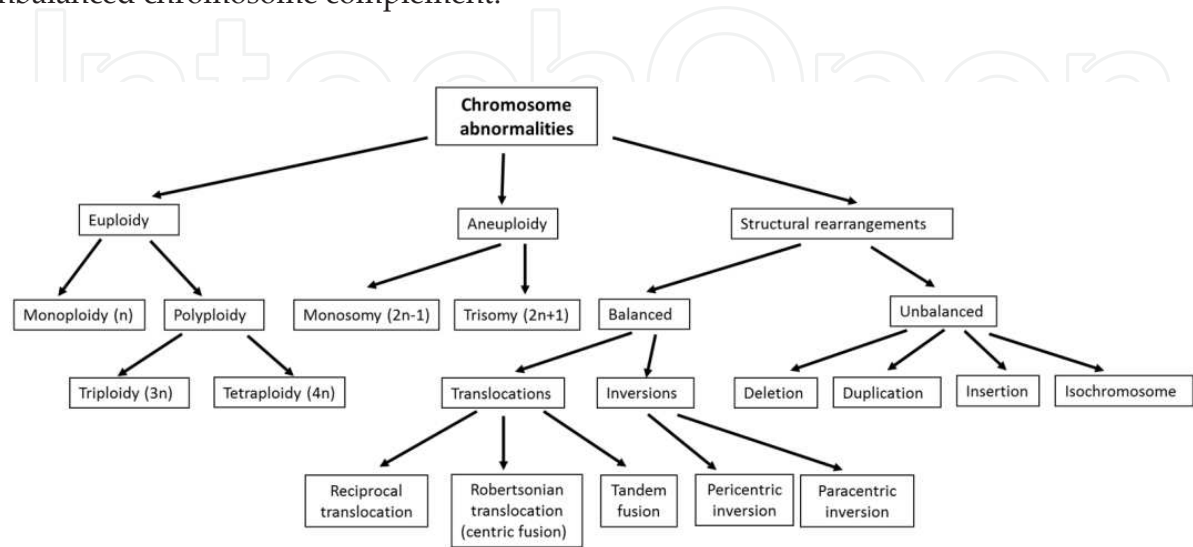 unbalanced chromosome complement.
IntechOpen
Chromosome
abnormalities
Euploidy
Aneuploidy
Structural rearrangements
Monoploidy (n)
Polyploidy
Monosomy (2n-1)
Trisomy (2n+1)
Balanced
Unbalanced
Triploidy (3n)
Tetraploidy (4n)
Translocations
Inversions
Deletion
Duplication
Insertion
Isochromosome
Reciprocal
translocation
Robertsonian
translocation
(centric fusion)
Tandem
fusion
Pericentric
inversion
Paracentric
inversion